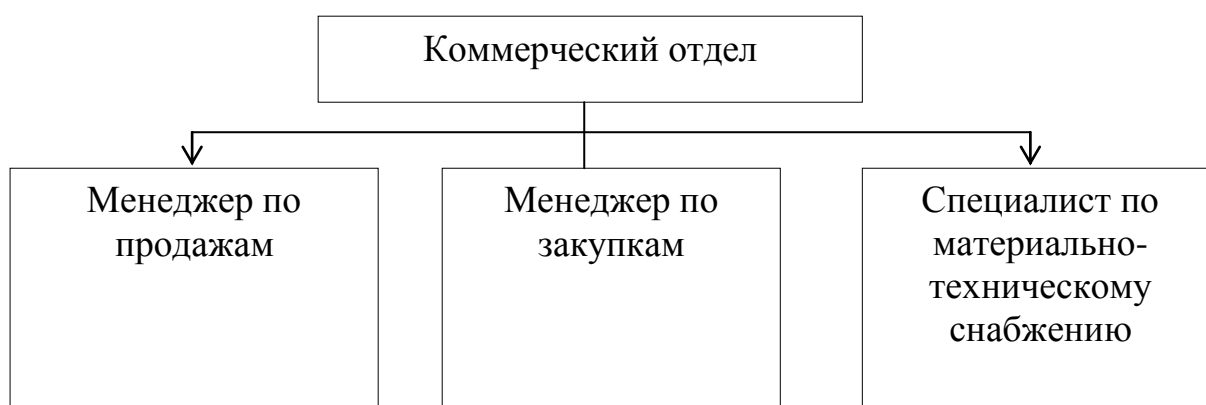 Коммерческий отдел
Менеджер по
продажам
Менеджер по
закупкам
Специалист по
материально-
техническому
снабжению